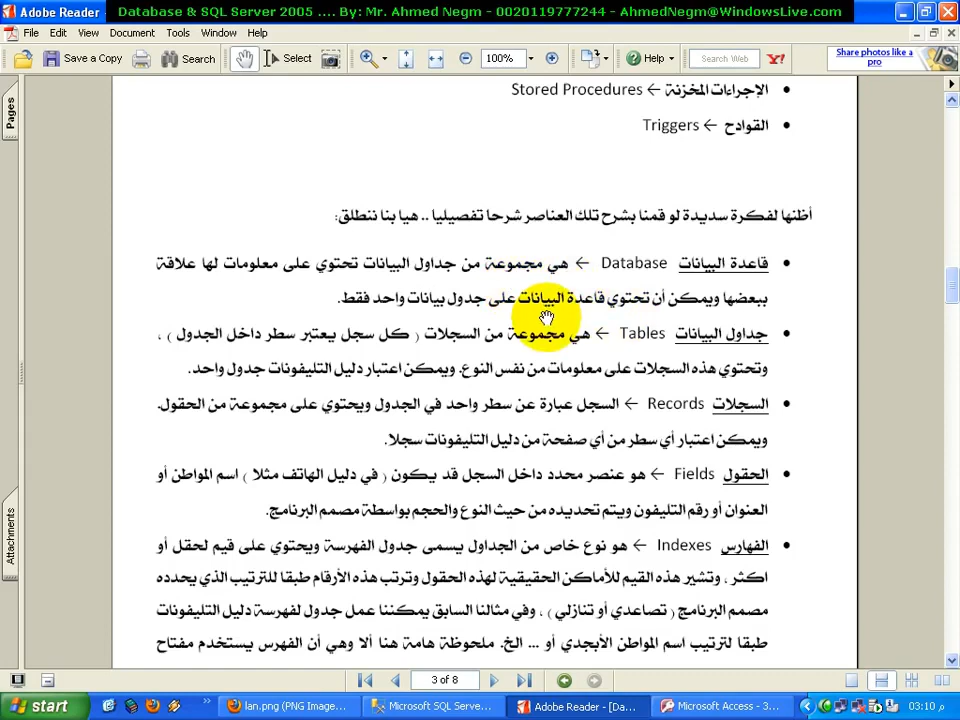 Database & SQL Server 2005 .... By: Mr. Ahmed Negm - 0020119777244 - AhmedNegm@WindowsLive.com
Adobe Reader
File Edit View Document Tools Window Help
Save a Copy Search Select 100% Help Search Web Share photos like a pro
Pages
Attachments
• الإجراءات المخزنة ← Stored Procedures
• القوادح ← Triggers
أظنها لفكرة سديدة لو قمنا بشرح تلك العناصر شرحا تفصيليا .. هيا بنا ننطلق:
• قاعدة البيانات Database ← هي مجموعة من جداول البيانات تحتوي على معلومات لها علاقة
ببعضها ويمكن أن تحتوي قاعدة البيانات على جدول بيانات واحد فقط.
• جداول البيانات Tables ← هي مجموعة من السجلات ( كل سجل يعتبر سطر داخل الجدول ) ،
وتحتوي هذه السجلات على معلومات من نفس النوع. ويمكن اعتبار دليل التليفونات جدول واحد.
• السجلات Records ← السجل عبارة عن سطر واحد في الجدول ويحتوي على مجموعة من الحقول.
ويمكن اعتبار أي سطر من أي صفحة من دليل التليفونات سجلا.
• الحقول Fields ← هو عنصر محدد داخل السجل قد يكون ( في دليل الهاتف مثلا ) اسم المواطن أو
العنوان أو رقم التليفون ويتم تحديده من حيث النوع والحجم بواسطة مصمم البرنامج.
• الفهارس Indexes ← هو نوع خاص من الجداول يسمى جدول الفهرسة ويحتوي على قيم لحقل أو
اكثر ، وتشير هذه القيم للأماكن الحقيقية لهذه الحقول وترتب هذه الأرقام طبقا للترتيب الذي يحدده
مصمم البرنامج ( تصاعدي أو تنازلي ) ، وفي مثالنا السابق يمكننا عمل جدول لفهرسة دليل التليفونات
طبقا لترتيب اسم المواطن الأبجدي أو ... الخ. ملحوظة هامة هنا ألا وهي أن الفهرس يستخدم مفتاح
3 of 8
start lan.png (PNG Image... Microsoft SQL Serve... Adobe Reader - [Da... Microsoft Access - 3... 03:10 م